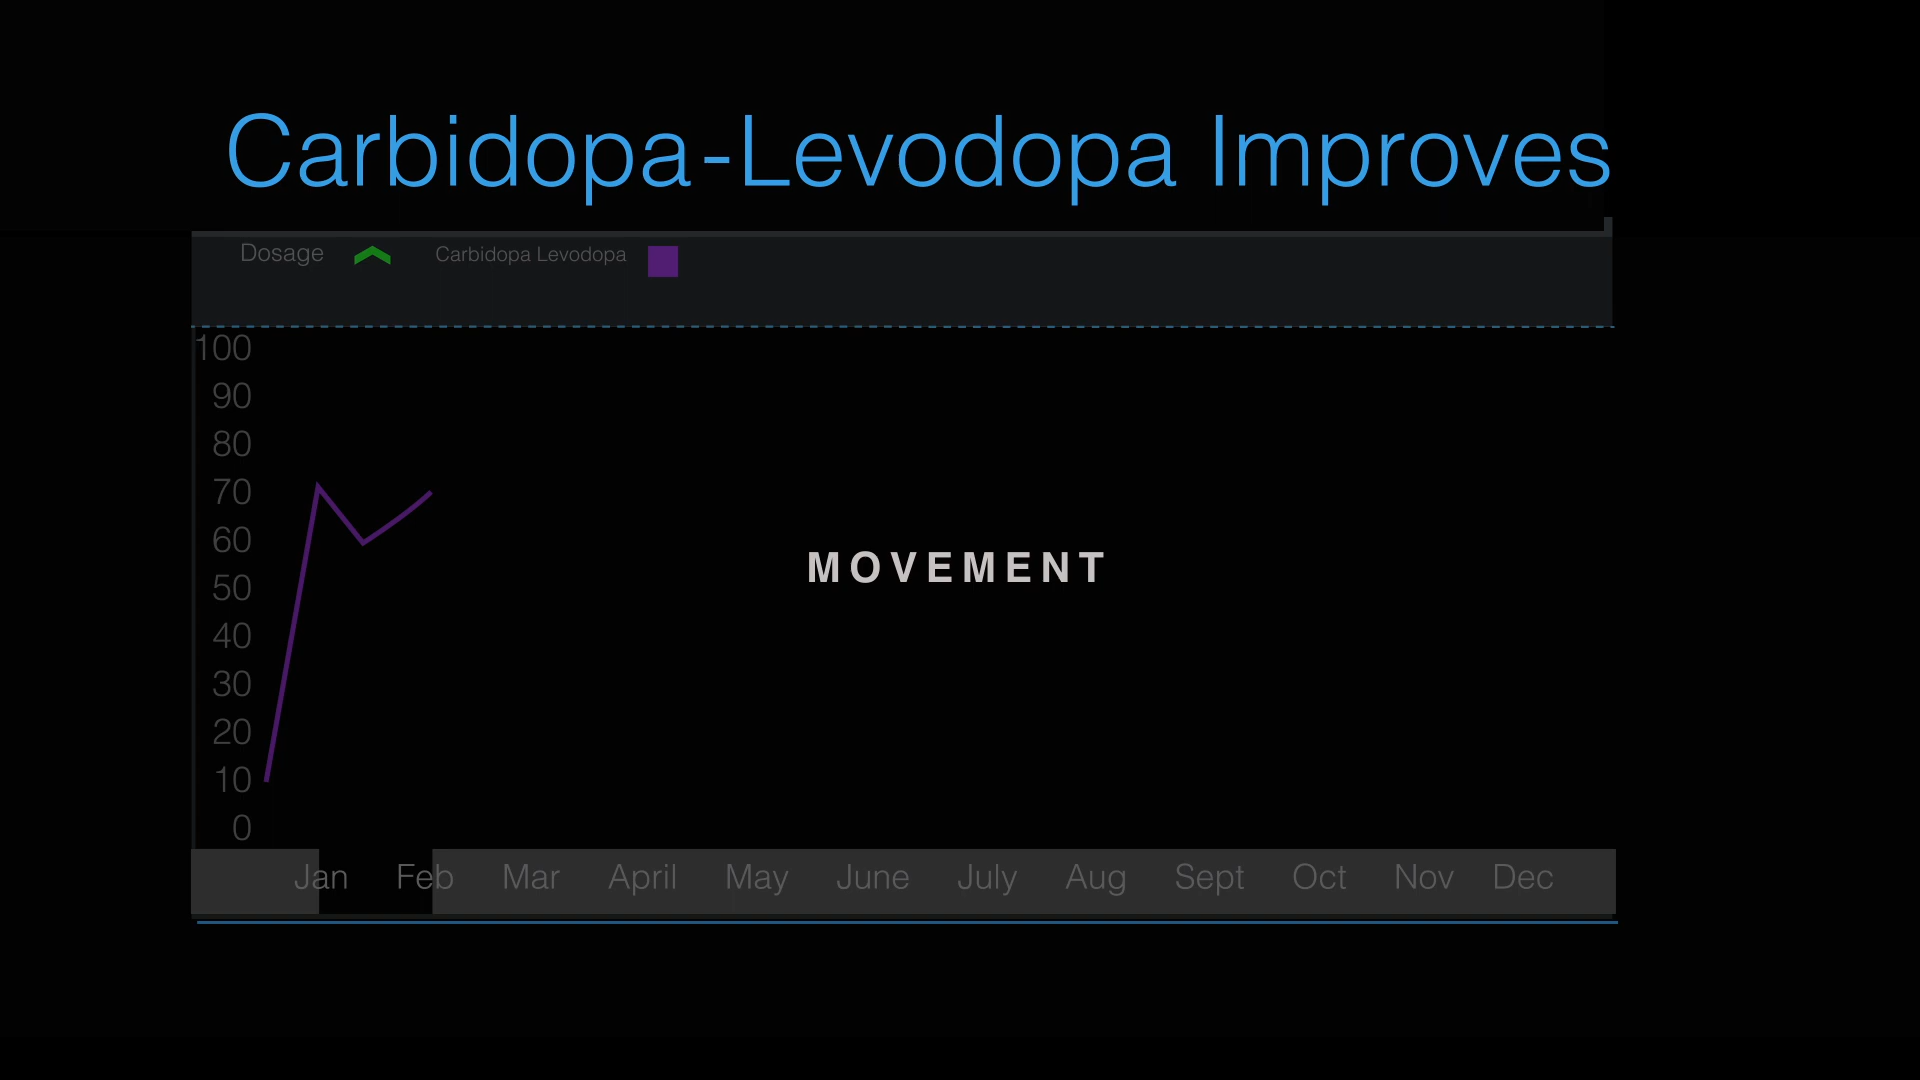 Carbidopa-Levodopa Improves
Dosage Carbidopa Levodopa
100
90
80
70
60
50
40
30
20
10
0
MOVEMENT
Jan Feb Mar April May June July Aug Sept Oct Nov Dec